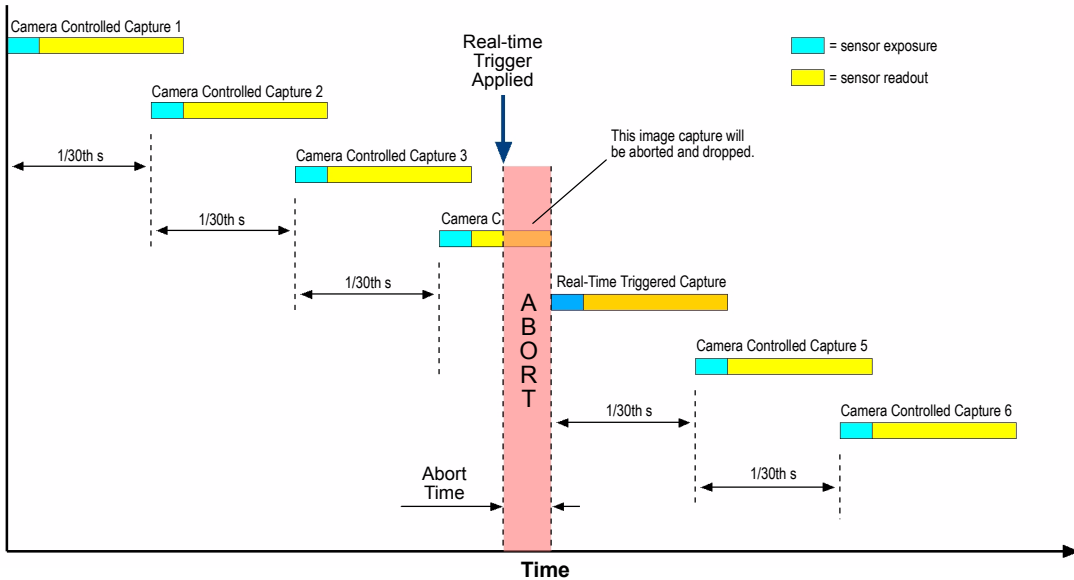 Camera Controlled Capture 1
Real-time
Trigger
Applied
= sensor exposure
= sensor readout
Camera Controlled Capture 2
This image capture will
be aborted and dropped.
1/30th s
Camera Controlled Capture 3
1/30th s
Camera C
1/30th s
Real-Time Triggered Capture
A
B
O
R
T
Camera Controlled Capture 5
1/30th s
Camera Controlled Capture 6
1/30th s
Abort
Time
Time